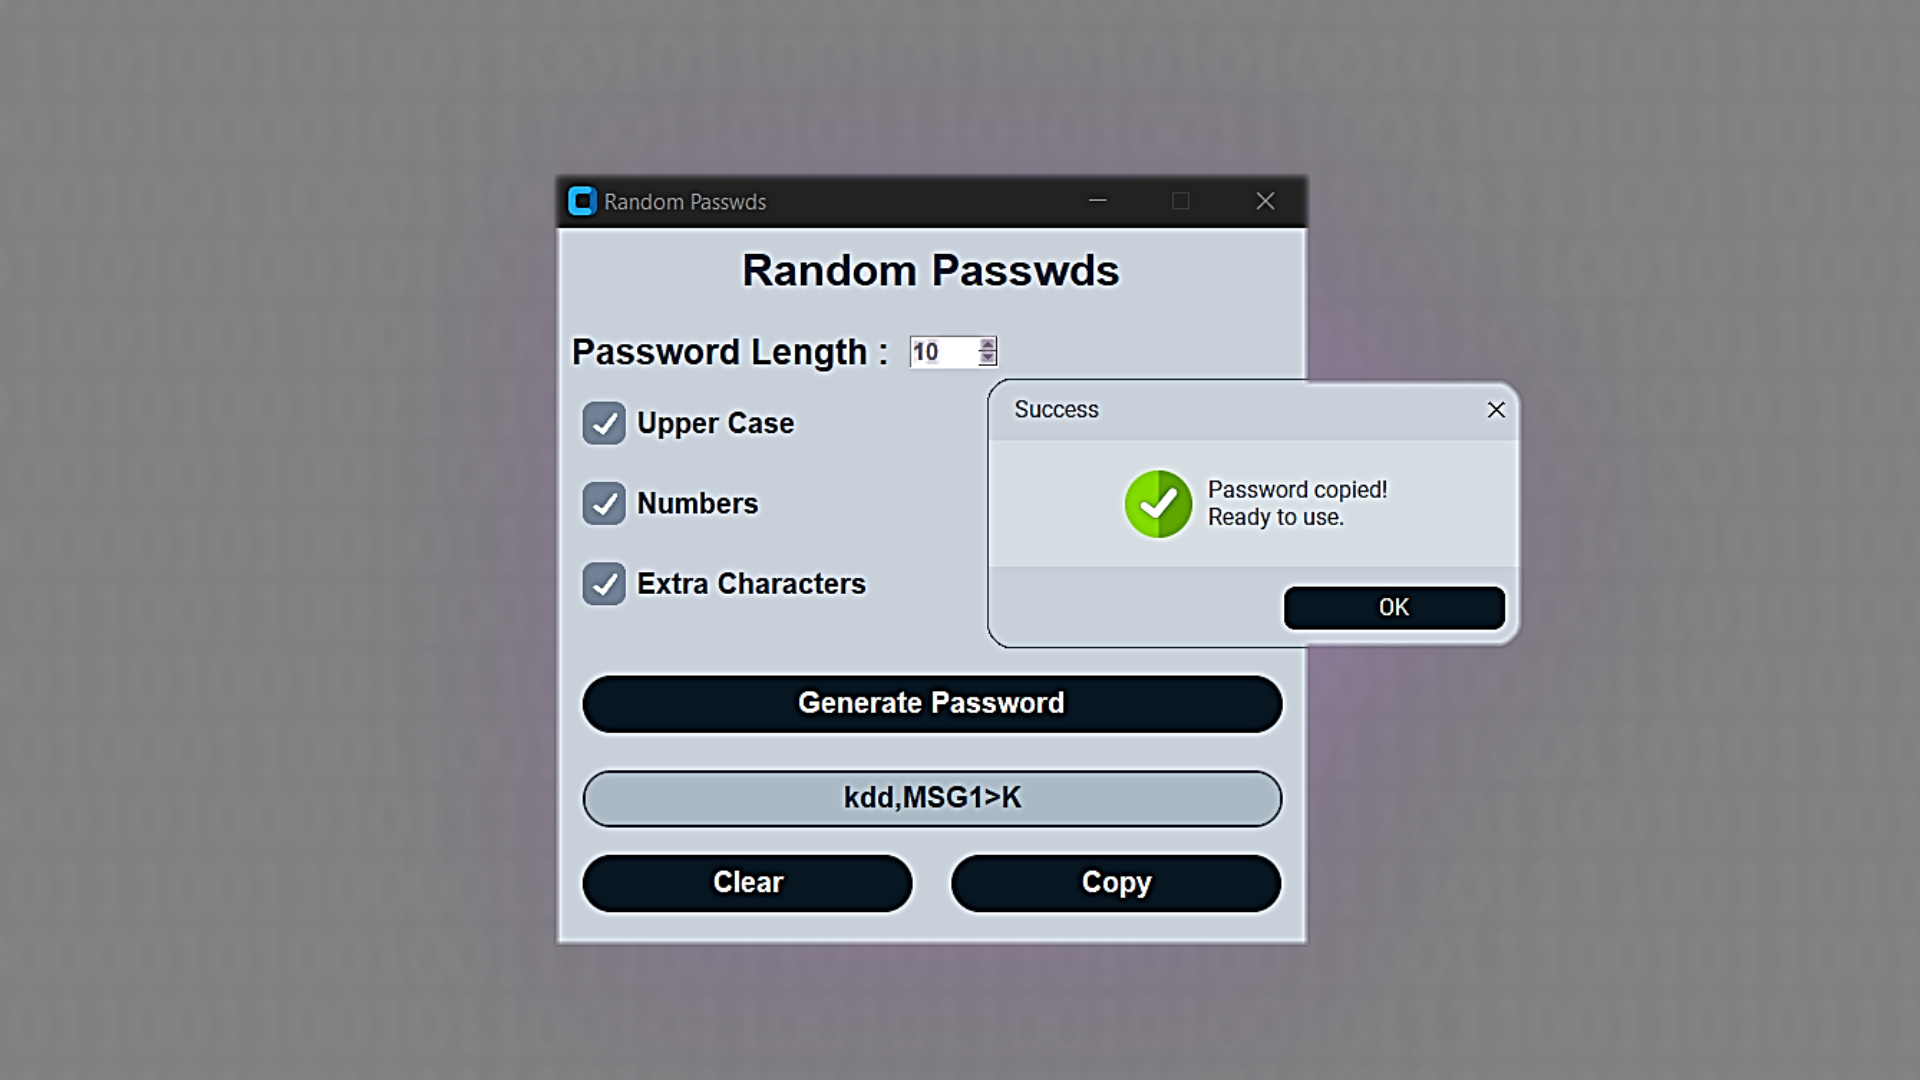 Random Passwds
Random Passwds
Password Length : 10
Upper Case
Numbers
Extra Characters
Success
Password copied!
Ready to use.
OK
Generate Password
kdd,MSG1>K
Clear
Copy